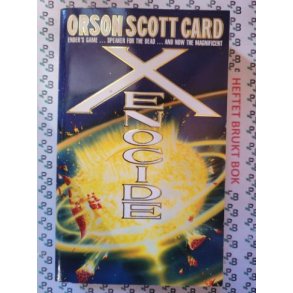 ORSON SCOTT CARD
ENDER'S GAME ... SPEAKER FOR THE DEAD ... AND NOW THE MAGNIFICENT
XENOCIDE
HEFTET BRUKT BOK